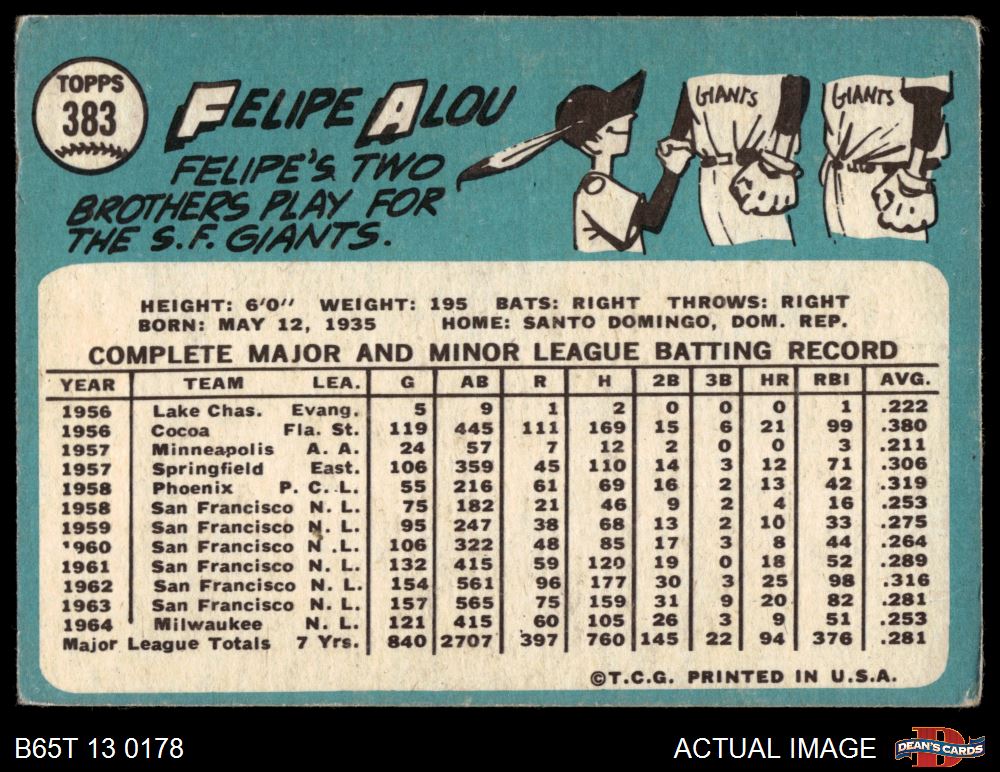 TOPPS
383
FELIPE ALOU
FELIPE'S TWO
BROTHERS PLAY FOR
THE S.F. GIANTS.
GIANTS
GIANTS
HEIGHT: 6'0" WEIGHT: 195 BATS: RIGHT THROWS: RIGHT
BORN: MAY 12, 1935 HOME: SANTO DOMINGO, DOM. REP.
COMPLETE MAJOR AND MINOR LEAGUE BATTING RECORD
YEAR TEAM LEA. G AB R H 2B 3B HR RBI AVG.
1956 Lake Chas. Evang. 5 9 1 2 0 0 0 1 .222
1956 Cocoa Fla. St. 119 445 111 169 15 6 21 99 .380
1957 Minneapolis A. A. 24 57 7 12 2 0 0 3 .211
1957 Springfield East. 106 359 45 110 14 3 12 71 .306
1958 Phoenix P. C. L. 55 216 61 69 16 2 13 42 .319
1958 San Francisco N. L. 75 182 21 46 9 2 4 16 .253
1959 San Francisco N. L. 95 247 38 68 13 2 10 33 .275
1960 San Francisco N .L. 106 322 48 85 17 3 8 44 .264
1961 San Francisco N. L. 132 415 59 120 19 0 18 52 .289
1962 San Francisco N. L. 154 561 96 177 30 3 25 98 .316
1963 San Francisco N. L. 157 565 75 159 31 9 20 82 .281
1964 Milwaukee N. L. 121 415 60 105 26 3 9 51 .253
Major League Totals 7 Yrs. 840 2707 397 760 145 22 94 376 .281
©T.C.G. PRINTED IN U.S.A.
B65T 13 0178
ACTUAL IMAGE
D
DEAN'S CARDS